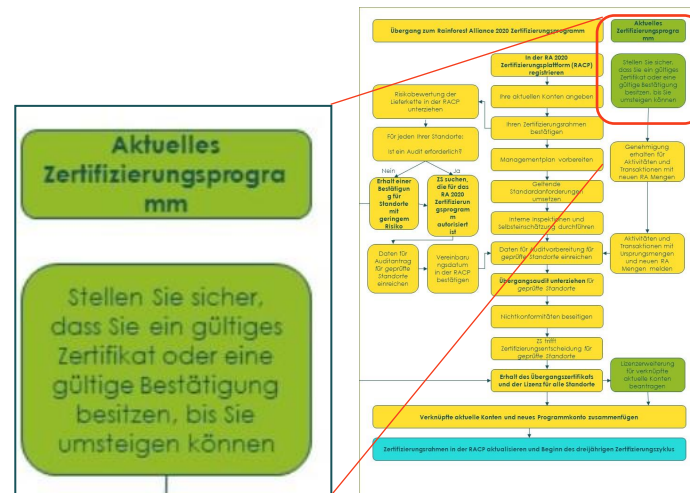 Aktuelles
Zertifizierungsprogra
mm
Stellen Sie sicher,
dass Sie ein gültiges
Zertifikat oder eine
gültige Bestätigung
besitzen, bis Sie
umsteigen können
Übergang zum Rainforest Alliance 2020 Zertifizierungsprogramm
Aktuelles
Zertifizierungsprogra
mm
In der RA 2020
Zertifizierungsplattform (RACP)
registrieren
Stellen Sie sicher,
dass Sie ein gültiges
Zertifikat oder eine
gültige Bestätigung
besitzen, bis Sie
umsteigen können
Risikobewertung der
Lieferkette in der RACP
unterziehen
Ihre aktuellen Konten angeben
Ihren Zertifizierungsrahmen
bestätigen
Für jeden Ihrer Standorte:
Ist ein Audit erforderlich?
Managementplan vorbereiten
Genehmigung
erhalten für
Aktivitäten und
Transaktionen mit
neuen RA Mengen
Nein
Ja
Erhalt einer
Bestätigun
g für
Standorte
mit
geringem
Risiko
ZS suchen,
die für das
RA 2020
Zertifizierun
gsprogram
m
autorisiert
ist
Geltende
Standardanforderungen
umsetzen
Interne Inspektionen und
Selbsteinschätzung durchführen
Daten für
Auditantrag
für geprüfte
Standorte
einreichen
Vereinbaru
ngsdatum
in der RACP
bestätigen
Daten für Auditvorbereitung für
geprüfte Standorte einreichen
Aktivitäten und
Transaktionen mit
Ursprungsmengen
und neuen RA
Mengen melden
Übergangsaudit unterziehen für
geprüfte Standorte
Nichtkonformitäten beseitigen
ZS trifft
Zertifizierungsentscheidung für
geprüfte Standorte
Erhalt des Übergangszertifikats
und der Lizenz für alle Standorte
Lizenzerweiterung
für verknüpfte
aktuelle Konten
beantragen
Verknüpfte aktuelle Konten und neues Programmkonto zusammenfügen
Zertifizierungsrahmen in der RACP aktualisieren und Beginn des dreijährigen Zertifizierungszyklus